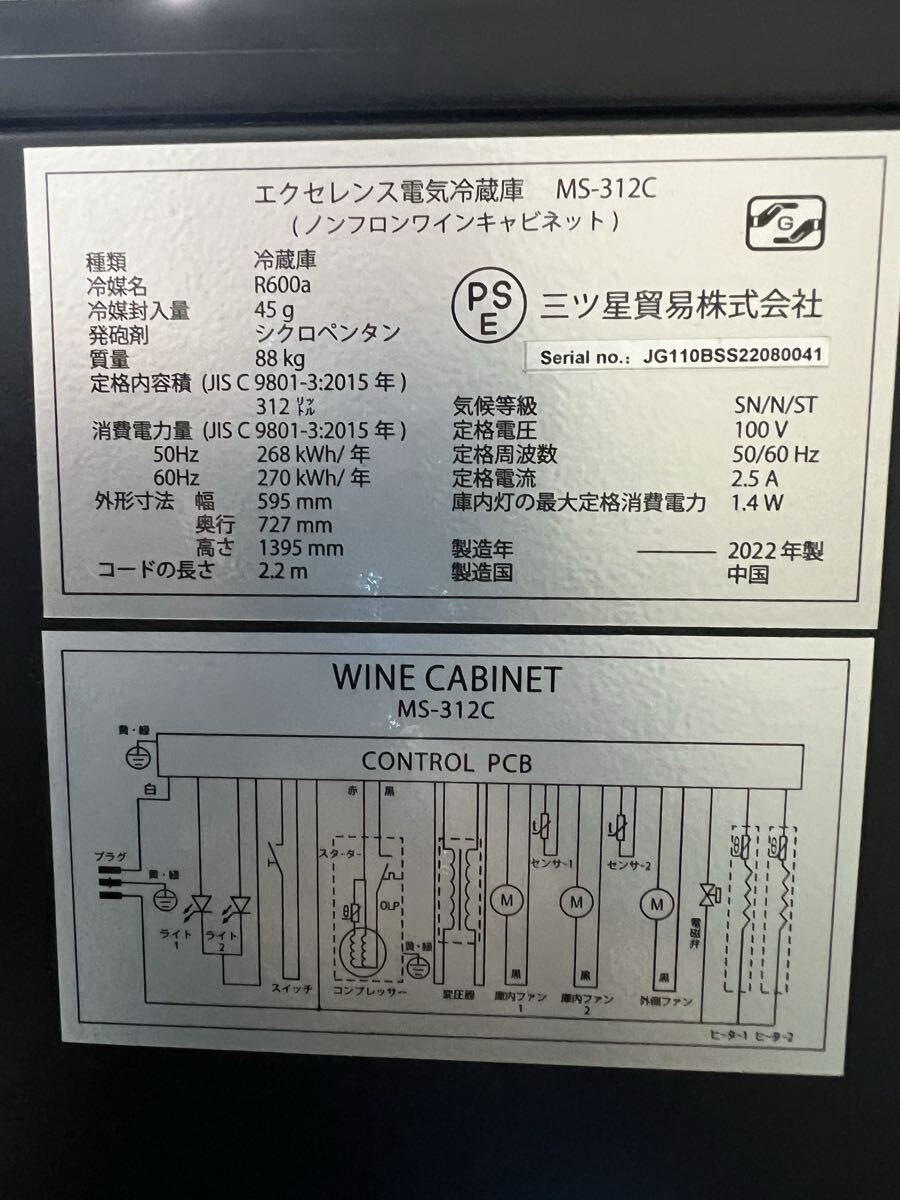 エクセレンス電気冷蔵庫 MS-312C
(ノンフロンワインキャビネット)
G
種類 冷蔵庫
冷媒名 R600a
冷媒封入量 45 g
発砲剤 シクロペンタン
質量 88 kg
定格内容積 (JIS C 9801-3:2015 年)
312 リットル
消費電力量 (JIS C 9801-3:2015 年)
50Hz 268 kWh/ 年
60Hz 270 kWh/ 年
外形寸法 幅 595 mm
奥行 727 mm
高さ 1395 mm
コードの長さ 2.2 m
PS
E
三ツ星貿易株式会社
Serial no.: JG110BSS22080041
気候等級 SN/N/ST
定格電圧 100 V
定格周波数 50/60 Hz
定格電流 2.5 A
庫内灯の最大定格消費電力 1.4 W
製造年 2022 年製
製造国 中国
WINE CABINET
MS-312C
黄・緑
CONTROL PCB
白
赤 黒
プラグ
黄・緑
スターター
OLP
センサ-1
センサ-2
θ
t
t
θ
θ
M
M
M
ライト
1
ライト
2
スイッチ
コンプレッサー
黄・緑
変圧器
黒
庫内ファン
1
黒
庫内ファン
2
黒
外側ファン
電磁弁
ヒーター1 ヒーター2